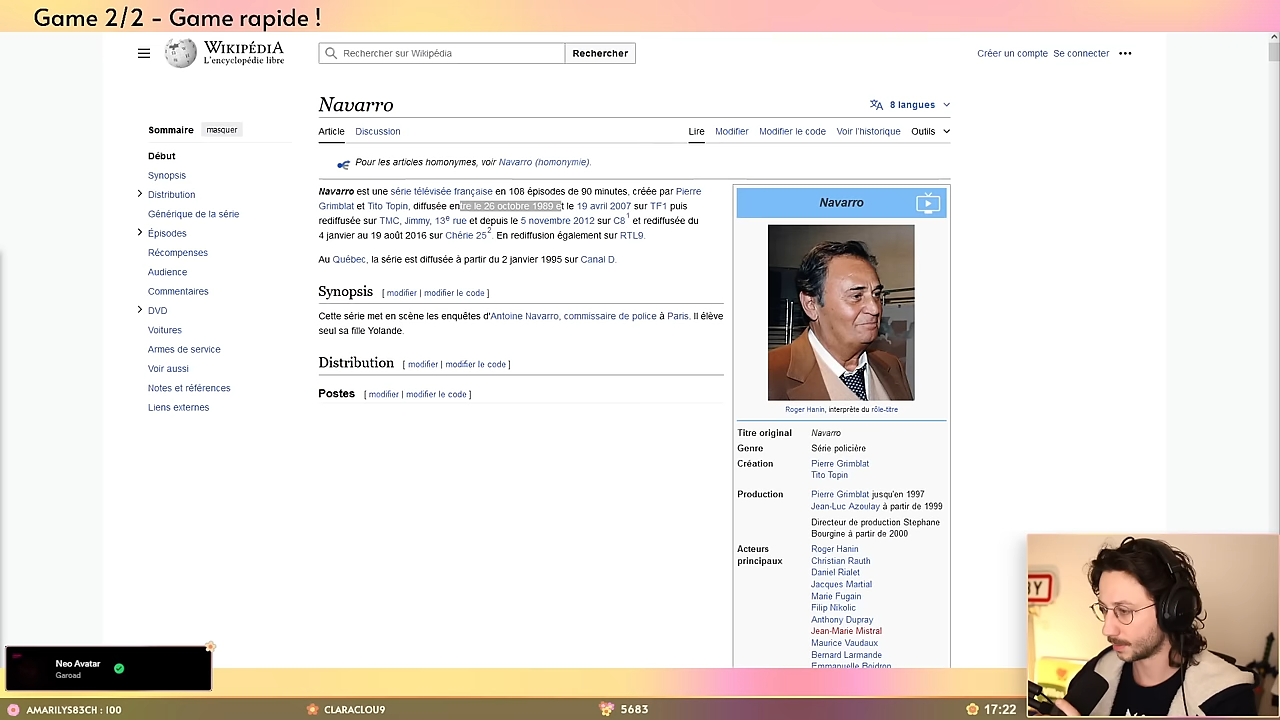 Game 2/2 - Game rapide !
WIKIPÉDIA
L'encyclopédie libre
Rechercher sur Wikipédia
Rechercher
Créer un compte Se connecter
Navarro
8 langues
Sommaire masquer
Article Discussion
Lire Modifier Modifier le code Voir l'historique Outils
Début
Synopsis
Distribution
Générique de la série
Épisodes
Récompenses
Audience
Commentaires
DVD
Voitures
Armes de service
Voir aussi
Notes et références
Liens externes
Pour les articles homonymes, voir Navarro (homonymie).
Navarro est une série télévisée française en 108 épisodes de 90 minutes, créée par Pierre
Grimblat et Tito Topin, diffusée entre le 26 octobre 1989 et le 19 avril 2007 sur TF1 puis
rediffusée sur TMC, Jimmy, 13e rue et depuis le 5 novembre 2012 sur C8 1 et rediffusée du
4 janvier au 19 août 2016 sur Chérie 25 2. En rediffusion également sur RTL9.
Au Québec, la série est diffusée à partir du 2 janvier 1995 sur Canal D.
Synopsis [ modifier | modifier le code ]
Cette série met en scène les enquêtes d'Antoine Navarro, commissaire de police à Paris. Il élève
seul sa fille Yolande.
Distribution [ modifier | modifier le code ]
Postes [ modifier | modifier le code ]
Navarro
Roger Hanin, interprète du rôle-titre
Titre original Navarro
Genre Série policière
Création Pierre Grimblat
Tito Topin
Production Pierre Grimblat jusqu'en 1997
Jean-Luc Azoulay à partir de 1999
Directeur de production Stephane
Bourgine à partir de 2000
Acteurs principaux
Roger Hanin
Christian Rauth
Daniel Rialet
Jacques Martial
Marie Fugain
Filip Nikolic
Anthony Dupray
Jean-Marie Mistral
Maurice Vaudaux
Bernard Larmande
Emmanuelle Boidron
Neo Avatar
Garoad
AMARILYS83CH : 100
CLARACLOU9
5683
17:22